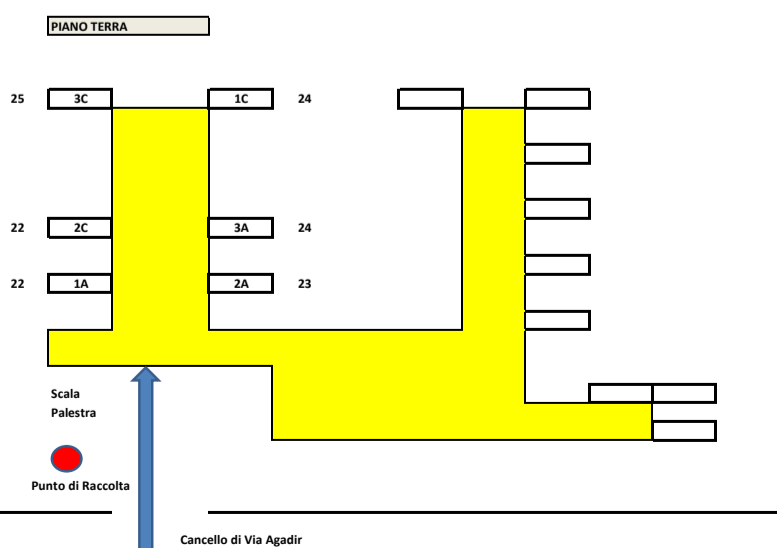 PIANO TERRA
25 3C 1C 24
22 2C 3A 24
22 1A 2A 23
Scala
Palestra
Punto di Raccolta
Cancello di Via Agadir